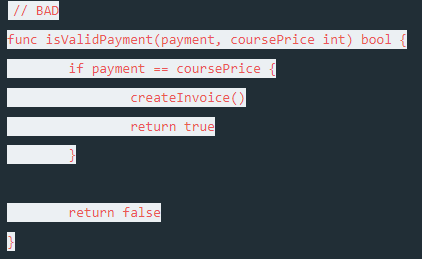 // BAD
func isValidPayment(payment, coursePrice int) bool {
        if payment == coursePrice {
                createInvoice()
                return true
        }

        return false
}